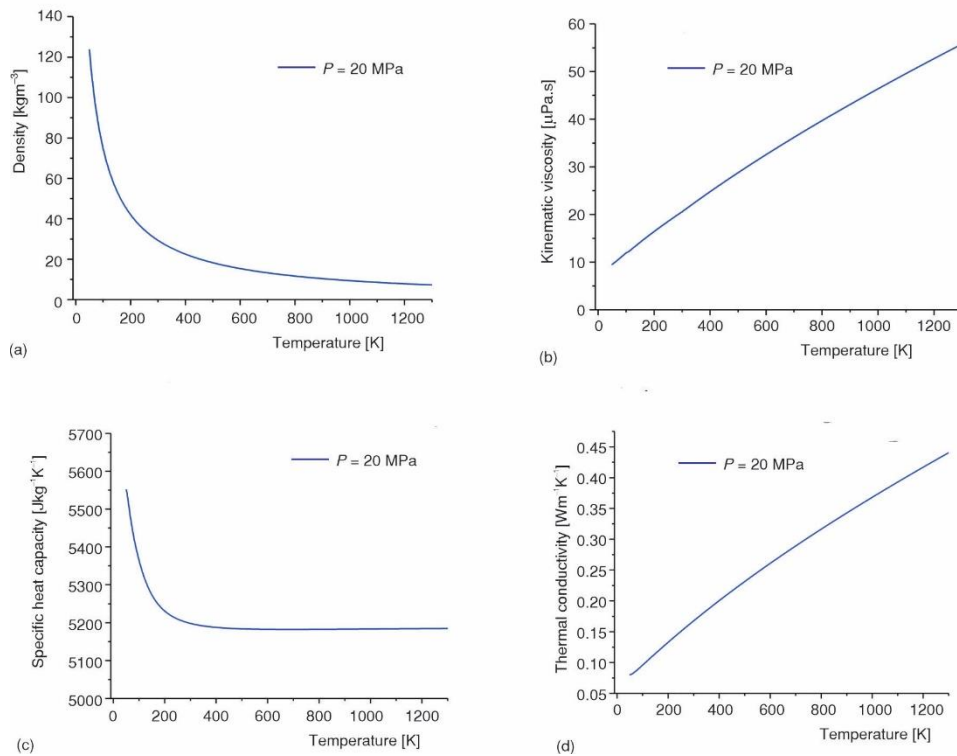 140
120
100
80
60
40
20
0
Density [kgm⁻³]
P = 20 MPa
0 200 400 600 800 1000 1200
Temperature [K]
(a)
60
50
40
30
20
10
0
Kinematic viscosity [µPa.s]
P = 20 MPa
0 200 400 600 800 1000 1200
Temperature [K]
(b)
5700
5600
5500
5400
5300
5200
5100
5000
Specific heat capacity [Jkg⁻¹K⁻¹]
P = 20 MPa
0 200 400 600 800 1000 1200
Temperature [K]
(c)
0.45
0.40
0.35
0.30
0.25
0.20
0.15
0.10
0.05
Thermal conductivity [Wm⁻¹K⁻¹]
P = 20 MPa
0 200 400 600 800 1000 1200
Temperature [K]
(d)